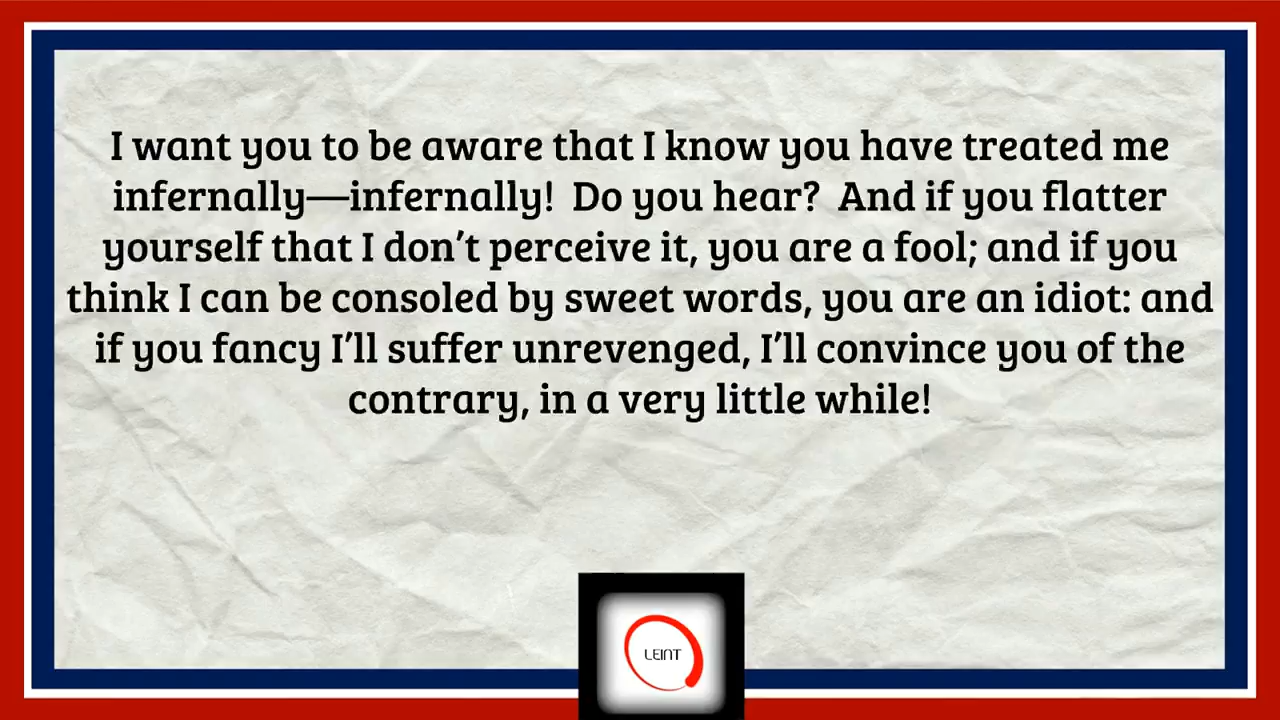 I want you to be aware that I know you have treated me
infernally—infernally!  Do you hear?  And if you flatter
yourself that I don’t perceive it, you are a fool; and if you
think I can be consoled by sweet words, you are an idiot: and
if you fancy I’ll suffer unrevenged, I’ll convince you of the
contrary, in a very little while!
LEINT